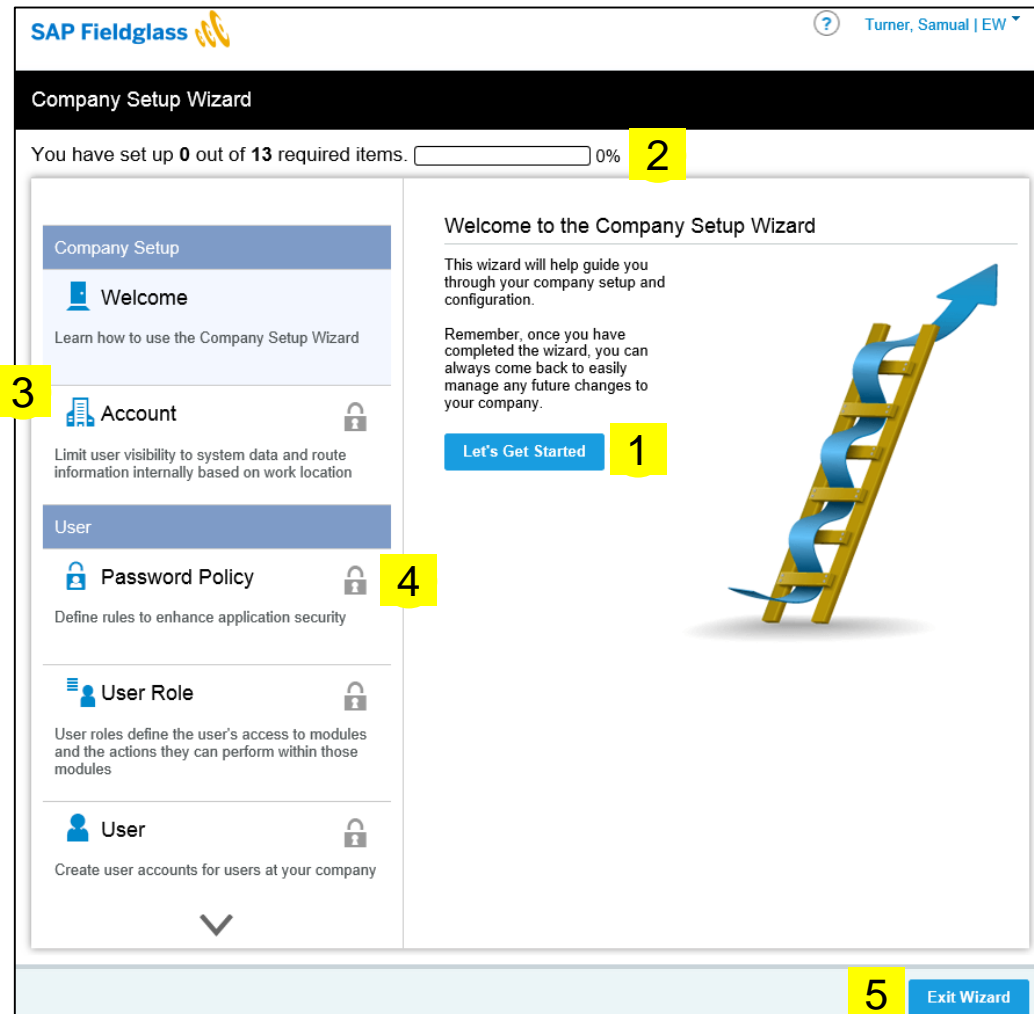 SAP Fieldglass
? Turner, Samual | EW
Company Setup Wizard
You have set up 0 out of 13 required items. 0% 2
Company Setup
Welcome
Learn how to use the Company Setup Wizard
3
Account
Limit user visibility to system data and route
information internally based on work location
User
Password Policy
4
Define rules to enhance application security
User Role
User roles define the user's access to modules
and the actions they can perform within those
modules
User
Create user accounts for users at your company
Welcome to the Company Setup Wizard
This wizard will help guide you
through your company setup and
configuration.
Remember, once you have
completed the wizard, you can
always come back to easily
manage any future changes to
your company.
Let's Get Started 1
5 Exit Wizard